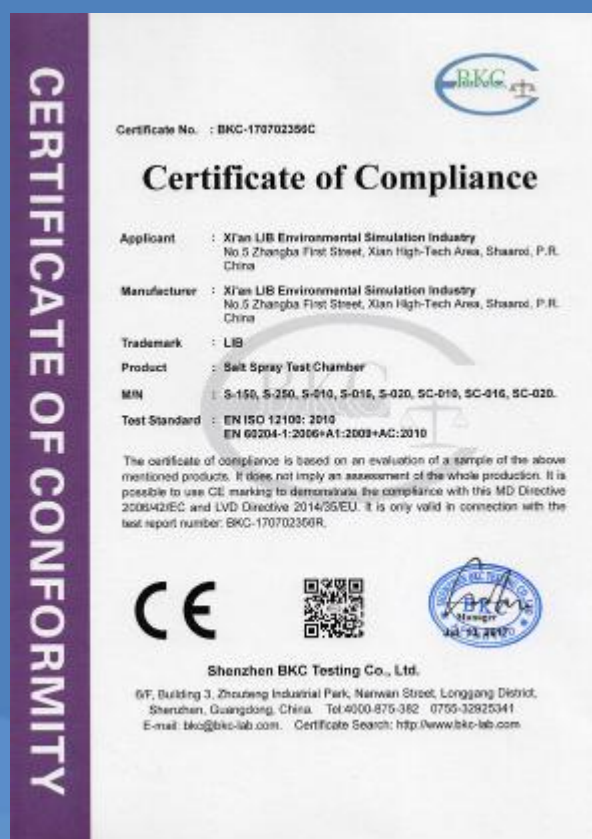 CERTIFICATE OF CONFORMITY
BKC
Certificate No. : BKC-170702356C
Certificate of Compliance
Applicant : Xi'an LIB Environmental Simulation Industry
No.5 Zhangba First Street, Xian High-Tech Area, Shaanxi, P.R.
China
Manufacturer : Xi'an LIB Environmental Simulation Industry
No.5 Zhangba First Street, Xian High-Tech Area, Shaanxi, P.R.
China
Trademark : LIB
Product : Salt Spray Test Chamber
M/N : S-150, S-250, S-010, S-016, S-020, SC-010, SC-016, SC-020.
Test Standard : EN ISO 12100: 2010
EN 60204-1:2006+A1:2009+AC:2010
The certificate of compliance is based on an evaluation of a sample of the above
mentioned products. It does not imply an assessment of the whole production. It is
possible to use CE marking to demonstrate the compliance with this MD Directive
2006/42/EC and LVD Directive 2014/35/EU. It is only valid in connection with the
test report number: BKC-170702356R.
CE
BKC
Manager
Shenzhen BKC Testing Co., Ltd.
6/F, Building 3, Zhouteng Industrial Park, Nanwan Street, Longgang District,
Shenzhen, Guangdong, China. Tel:4000-875-382 0755-32925341
E-mail: bkc@bkc-lab.com. Certificate Search: http://www.bkc-lab.com